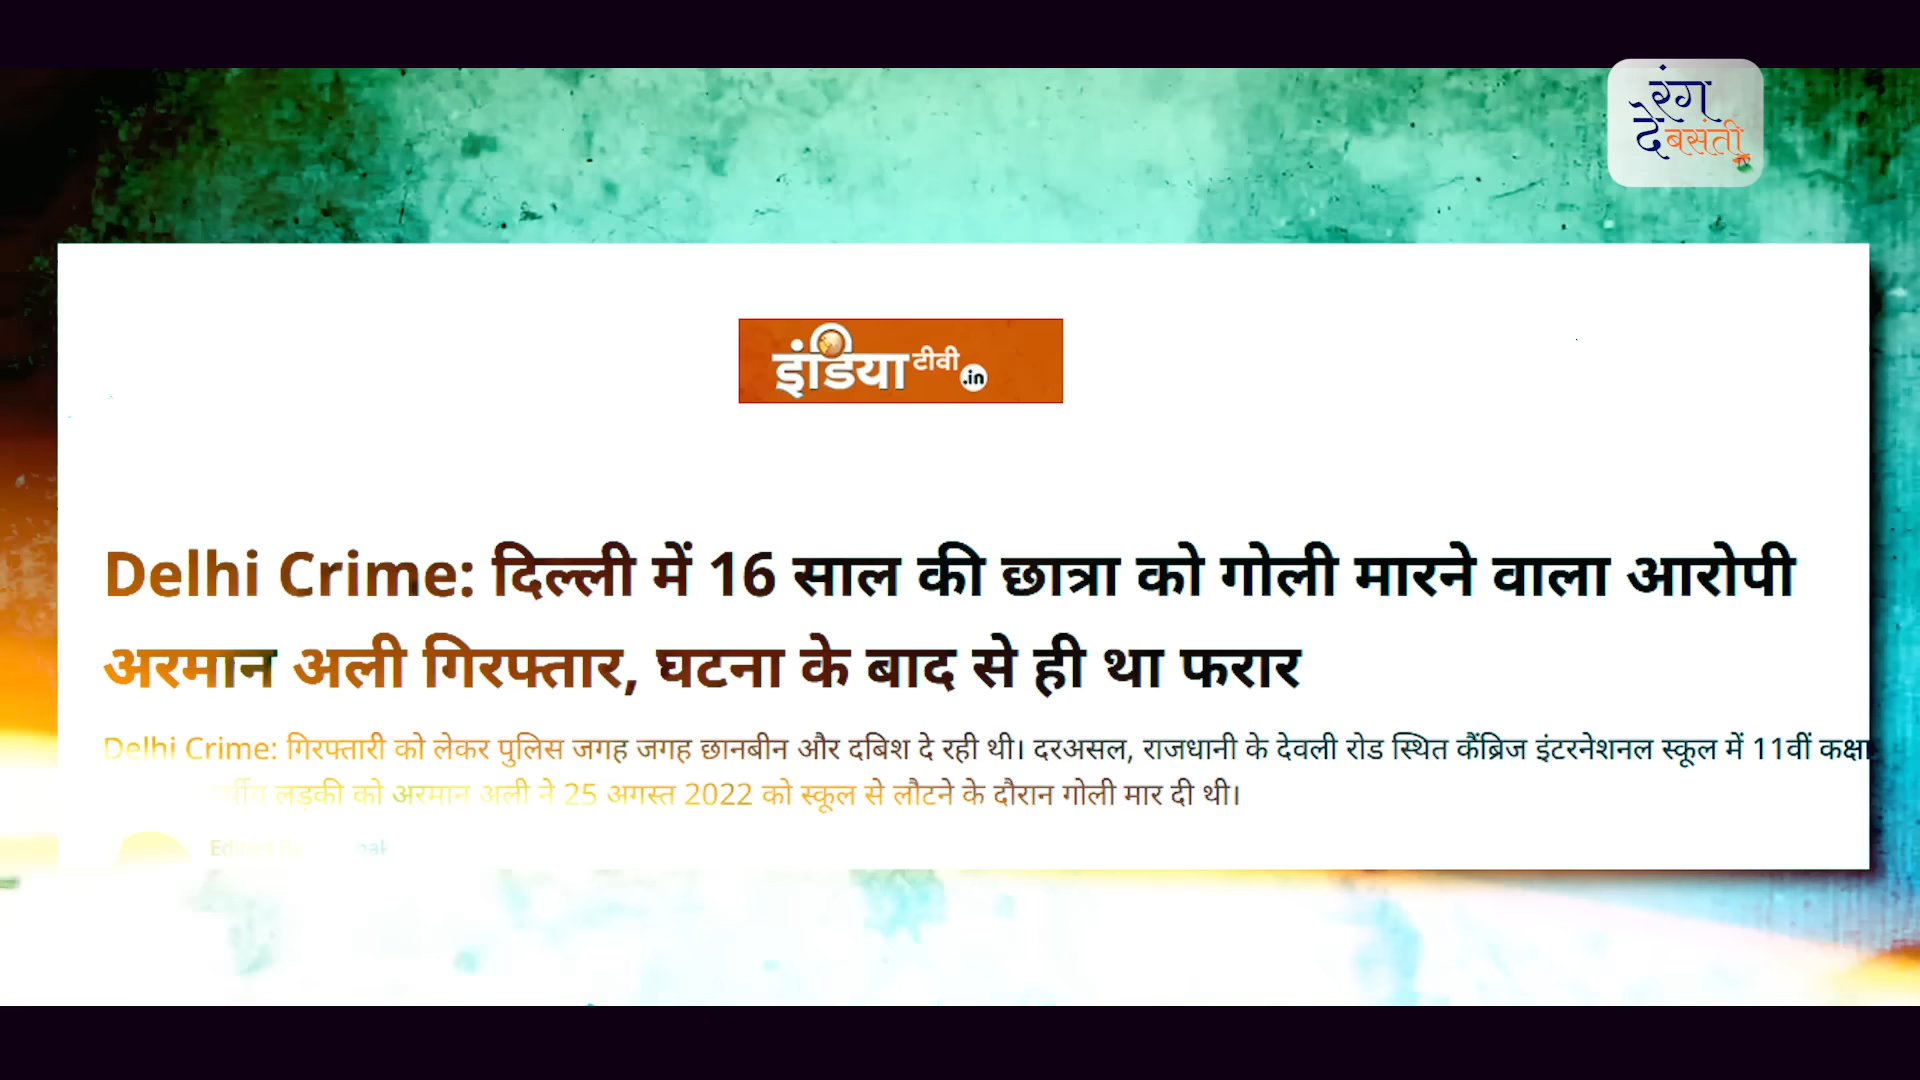 रंग
दे बसंती
इंडिया टीवी .in
Delhi Crime: दिल्ली में 16 साल की छात्रा को गोली मारने वाला आरोपी
अरमान अली गिरफ्तार, घटना के बाद से ही था फरार
Delhi Crime: गिरफ्तारी को लेकर पुलिस जगह जगह छानबीन और दबिश दे रही थी। दरअसल, राजधानी के देवली रोड स्थित कैंब्रिज इंटरनेशनल स्कूल में 11वीं कक्षा
लड़की को अरमान अली ने 25 अगस्त 2022 को स्कूल से लौटने के दौरान गोली मार दी थी।